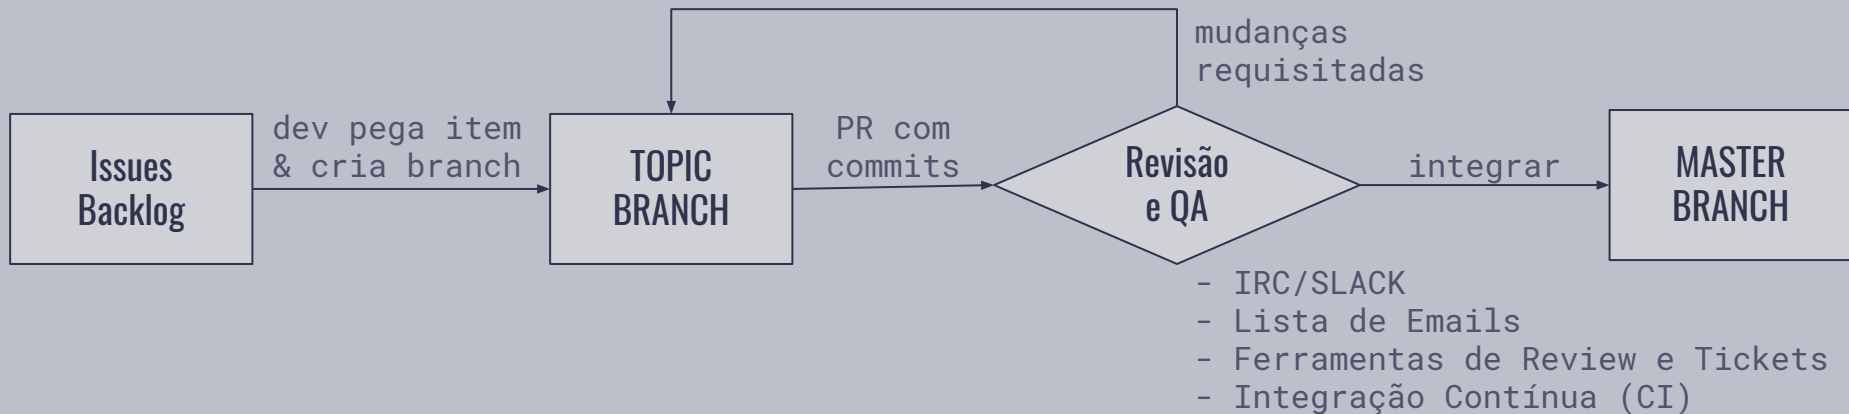 mudanças
requisitadas
dev pega item
& cria branch
PR com
commits
integrar
Issues
Backlog
TOPIC
BRANCH
Revisão
e QA
MASTER
BRANCH
- IRC/SLACK
- Lista de Emails
- Ferramentas de Review e Tickets
- Integração Contínua (CI)